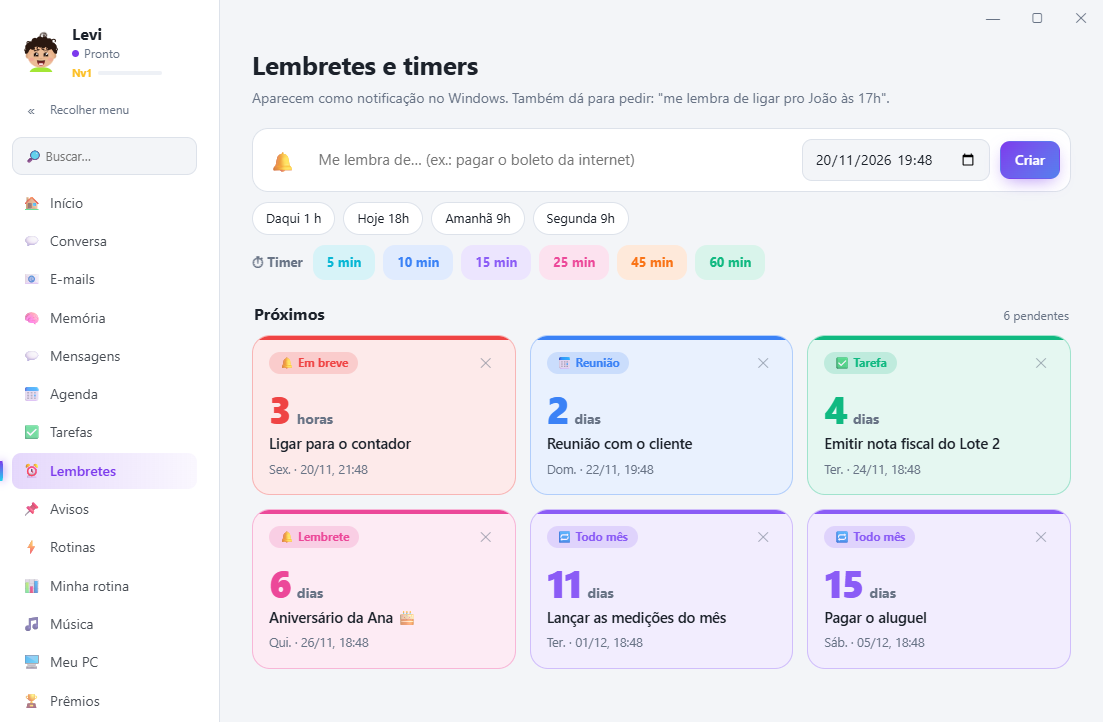 Levi
Pronto
Nv1
« Recolher menu
Buscar...
Início
Conversa
E-mails
Memória
Mensagens
Agenda
Tarefas
Lembretes
Avisos
Rotinas
Minha rotina
Música
Meu PC
Prêmios
Lembretes e timers
Aparecem como notificação no Windows. Também dá para pedir: "me lembra de ligar pro João às 17h".
Me lembra de... (ex.: pagar o boleto da internet)
20/11/2026 19:48
Criar
Daqui 1 h
Hoje 18h
Amanhã 9h
Segunda 9h
Timer
5 min
10 min
15 min
25 min
45 min
60 min
Próximos
6 pendentes
Em breve
3 horas
Ligar para o contador
Sex. · 20/11, 21:48
Reunião
2 dias
Reunião com o cliente
Dom. · 22/11, 19:48
Tarefa
4 dias
Emitir nota fiscal do Lote 2
Ter. · 24/11, 18:48
Lembrete
6 dias
Aniversário da Ana 🎂
Qui. · 26/11, 18:48
Todo mês
11 dias
Lançar as medições do mês
Ter. · 01/12, 18:48
Todo mês
15 dias
Pagar o aluguel
Sáb. · 05/12, 18:48